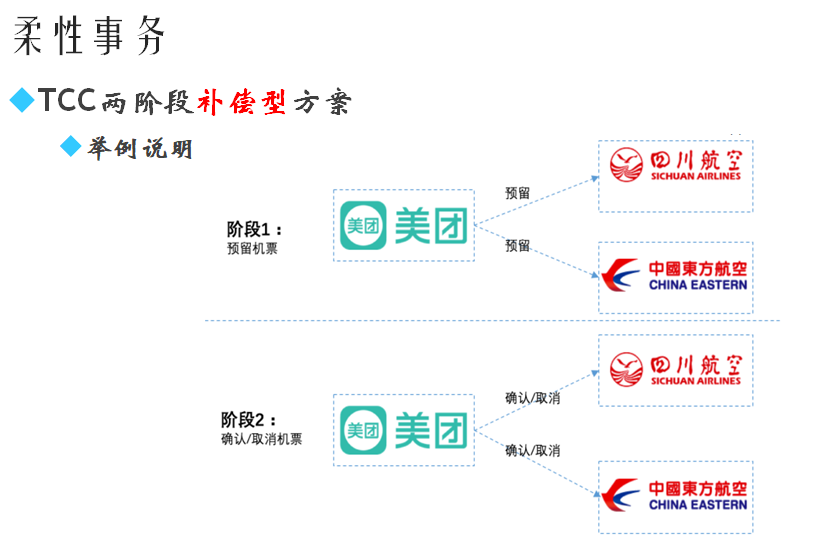 柔性事务
TCC两阶段补偿型方案
举例说明
阶段1：
预留机票
美团 美团
预留
预留
四川航空
SICHUAN AIRLINES
中國東方航空
CHINA EASTERN
阶段2：
确认/取消机票
美团 美团
确认/取消
确认/取消
四川航空
SICHUAN AIRLINES
中國東方航空
CHINA EASTERN